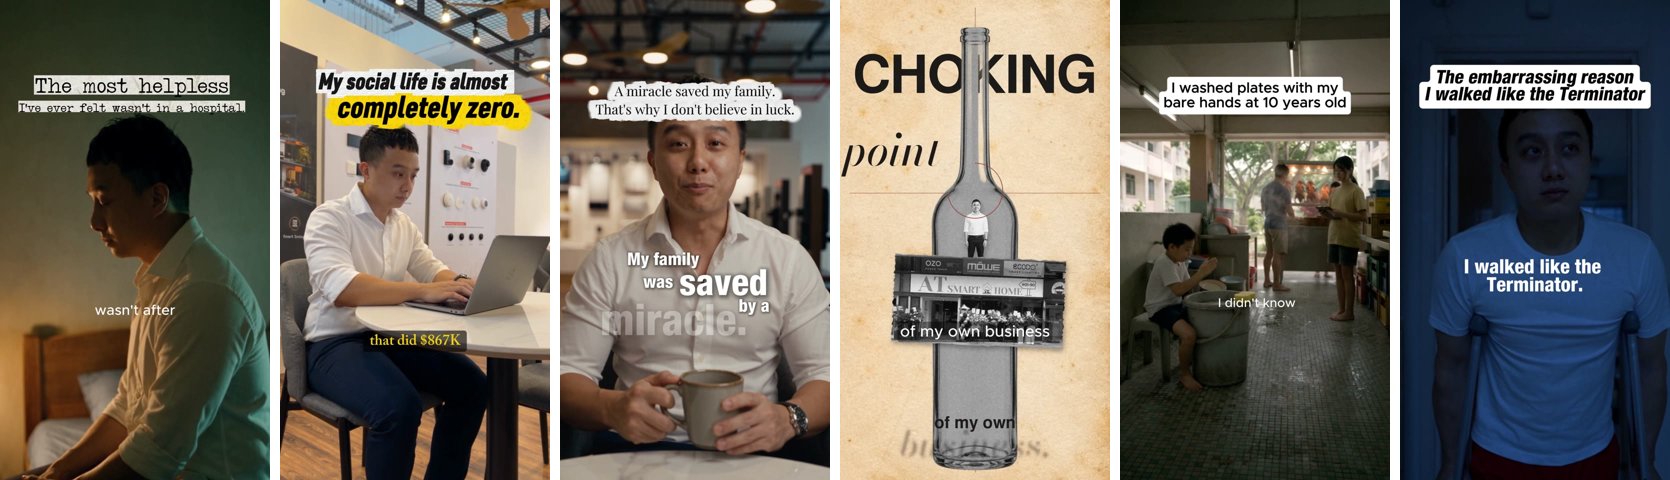 The most helpless
I've ever felt wasn't in a hospital.
wasn't after
My social life is almost
completely zero.
that did $867K
A miracle saved my family.
That's why I don't believe in luck.
My family
was saved
by a
miracle.
CHOKING
point
OZO
MÖWE
AT SMART HOME
of my own business
of my own
business.
I washed plates with my
bare hands at 10 years old
I didn't know
The embarrassing reason
I walked like the Terminator
I walked like the
Terminator.